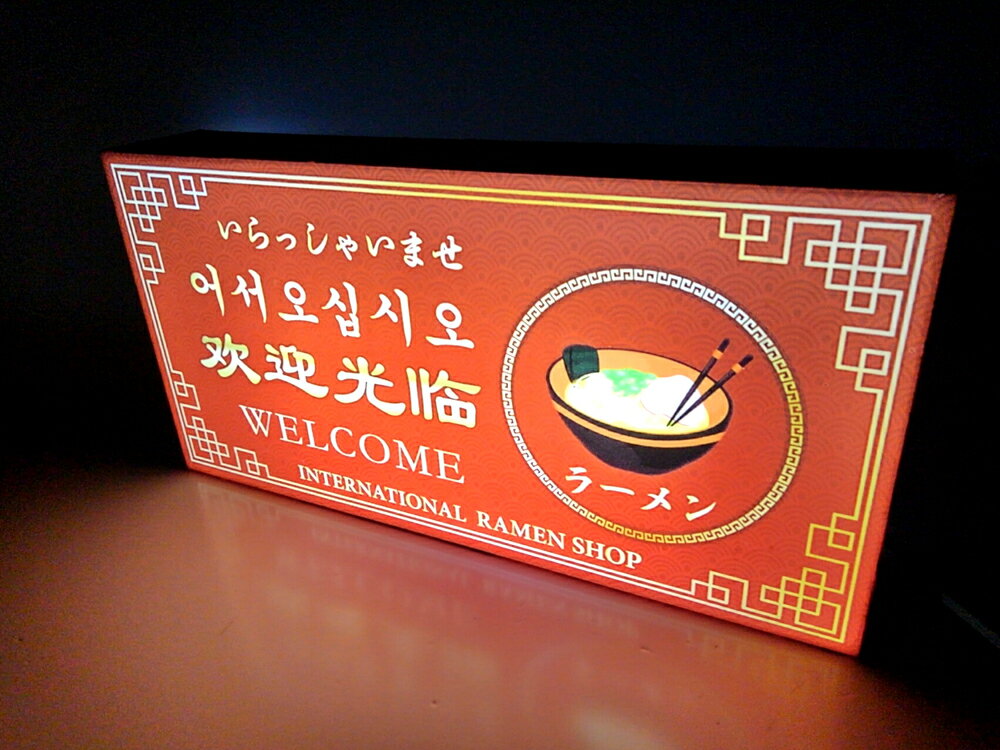 いらっしゃいませ
어서오십시오
欢迎光临
WELCOME
INTERNATIONAL RAMEN SHOP
ラーメン